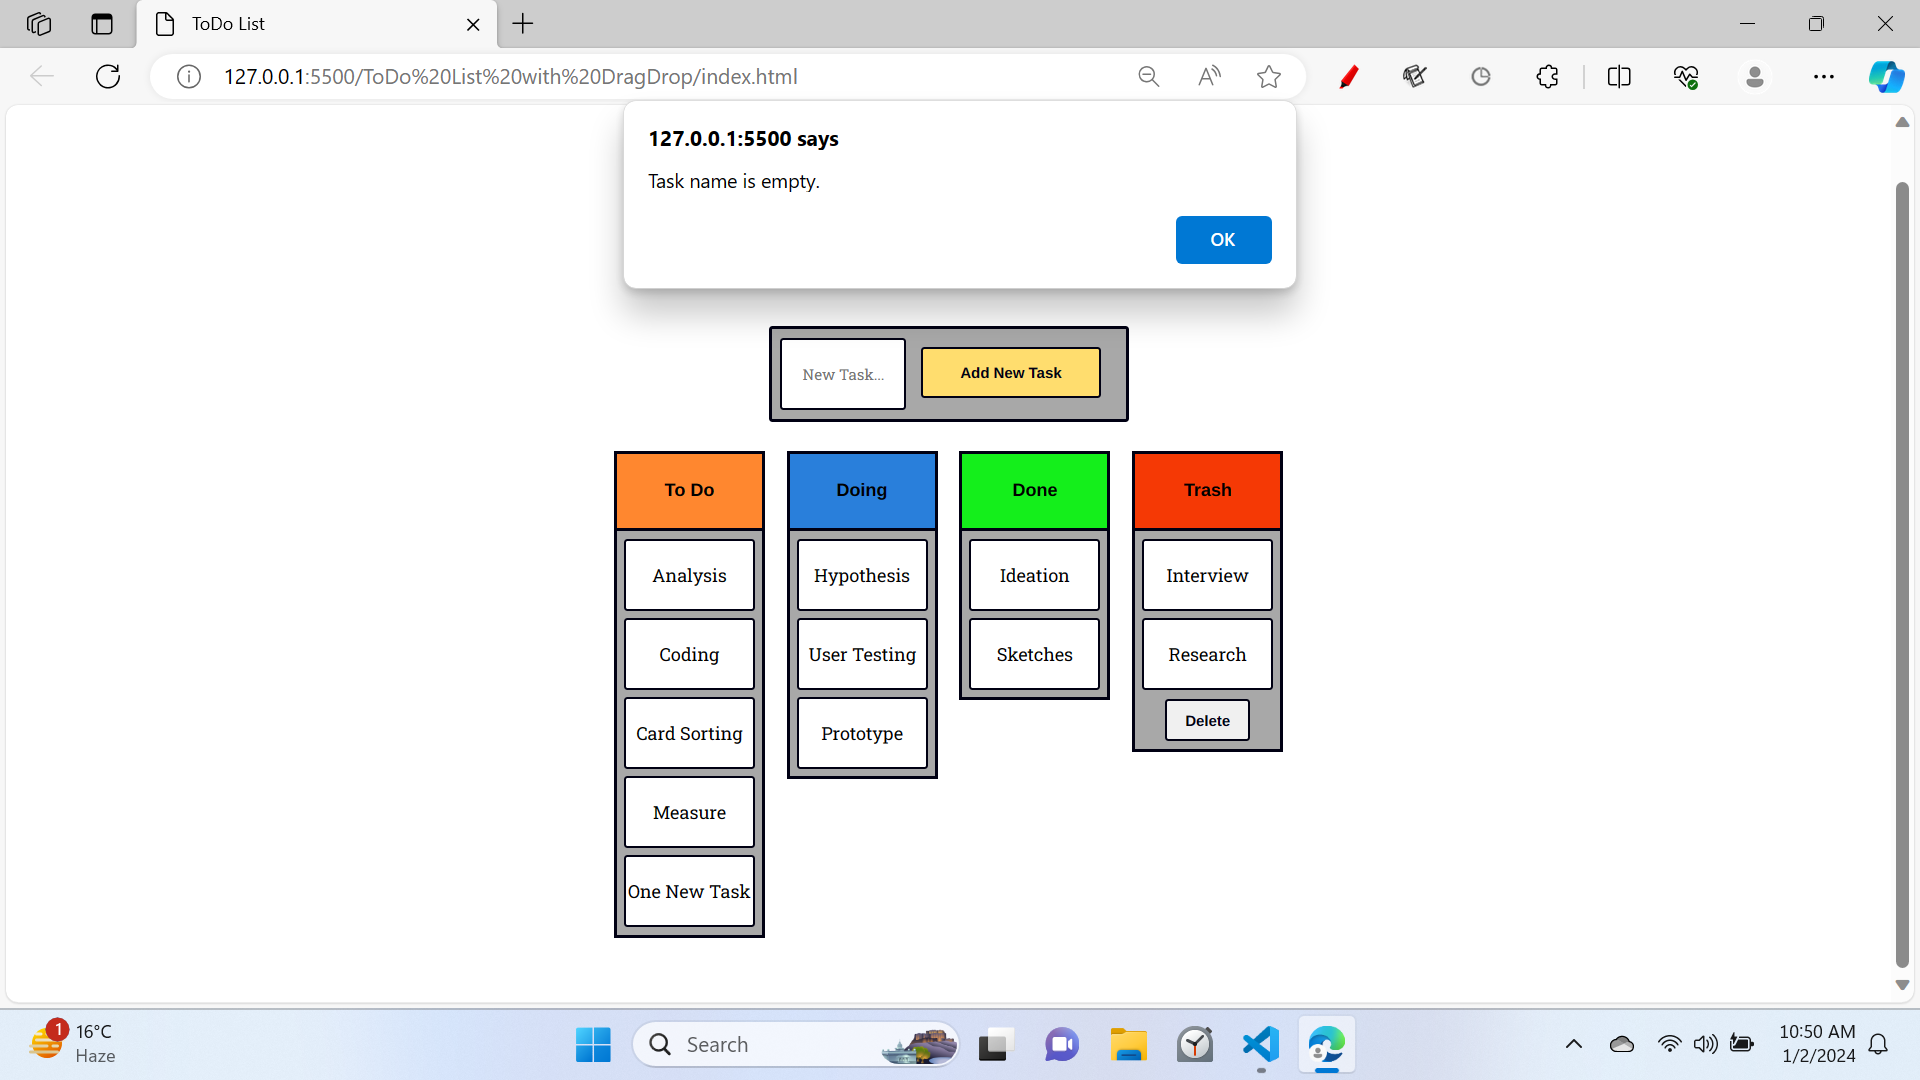 ToDo List
127.0.0.1:5500/ToDo%20List%20with%20DragDrop/index.html
127.0.0.1:5500 says
Task name is empty.
OK
New Task...
Add New Task
To Do
Doing
Done
Trash
Analysis
Hypothesis
Ideation
Interview
Coding
User Testing
Sketches
Research
Card Sorting
Prototype
Delete
Measure
One New Task
1
16°C
Haze
Search
10:50 AM
1/2/2024